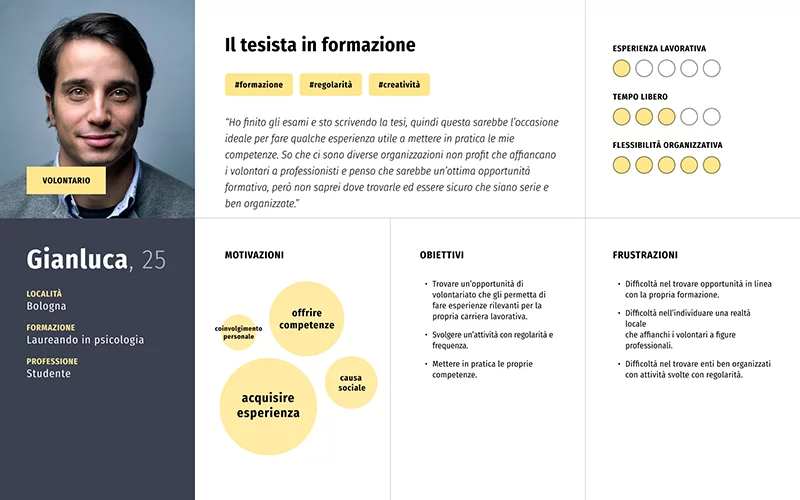 VOLONTARIO
Gianluca, 25
LOCALITÀ
Bologna
FORMAZIONE
Laureando in psicologia
PROFESSIONE
Studente
Il tesista in formazione
#formazione
#regolarità
#creatività
“Ho finito gli esami e sto scrivendo la tesi, quindi questa sarebbe l’occasione
ideale per fare qualche esperienza utile a mettere in pratica le mie
competenze. So che ci sono diverse organizzazioni non profit che affiancano
i volontari a professionisti e penso che sarebbe un’ottima opportunità
formativa, però non saprei dove trovarle ed essere sicuro che siano serie e
ben organizzate.”
ESPERIENZA LAVORATIVA
TEMPO LIBERO
FLESSIBILITÀ ORGANIZZATIVA
MOTIVAZIONI
offrire
competenze
coinvolgimento
personale
causa
sociale
acquisire
esperienza
OBIETTIVI
• Trovare un’opportunità di
volontariato che gli permetta di
fare esperienze rilevanti per la
propria carriera lavorativa.
• Svolgere un’attività con regolarità e
frequenza.
• Mettere in pratica le proprie
competenze.
FRUSTRAZIONI
• Difficoltà nel trovare opportunità in linea
con la propria formazione.
• Difficoltà nell’individuare una realtà
locale
che affianchi i volontari a figure
professionali.
• Difficoltà nel trovare enti ben organizzati
con attività svolte con regolarità.